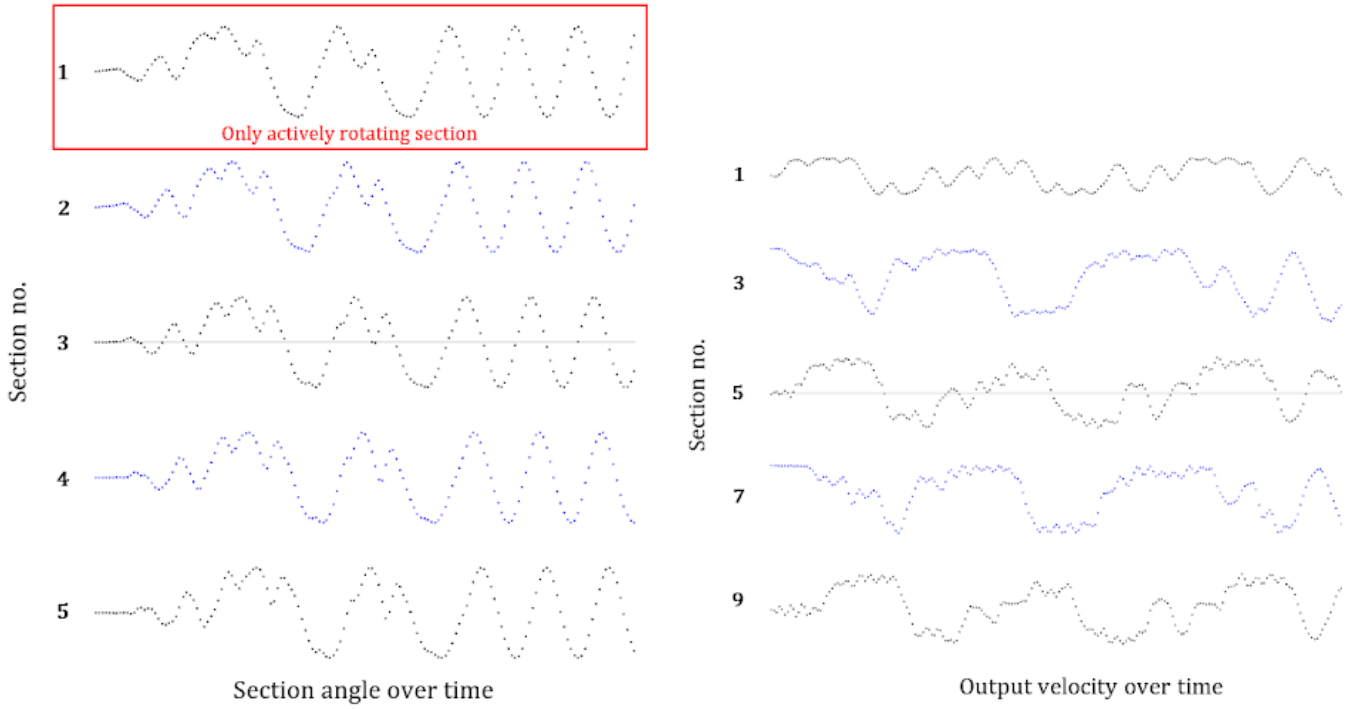 1
Only actively rotating section
2
3
4
5
Section no.
Section angle over time
1
3
5
7
9
Section no.
Output velocity over time